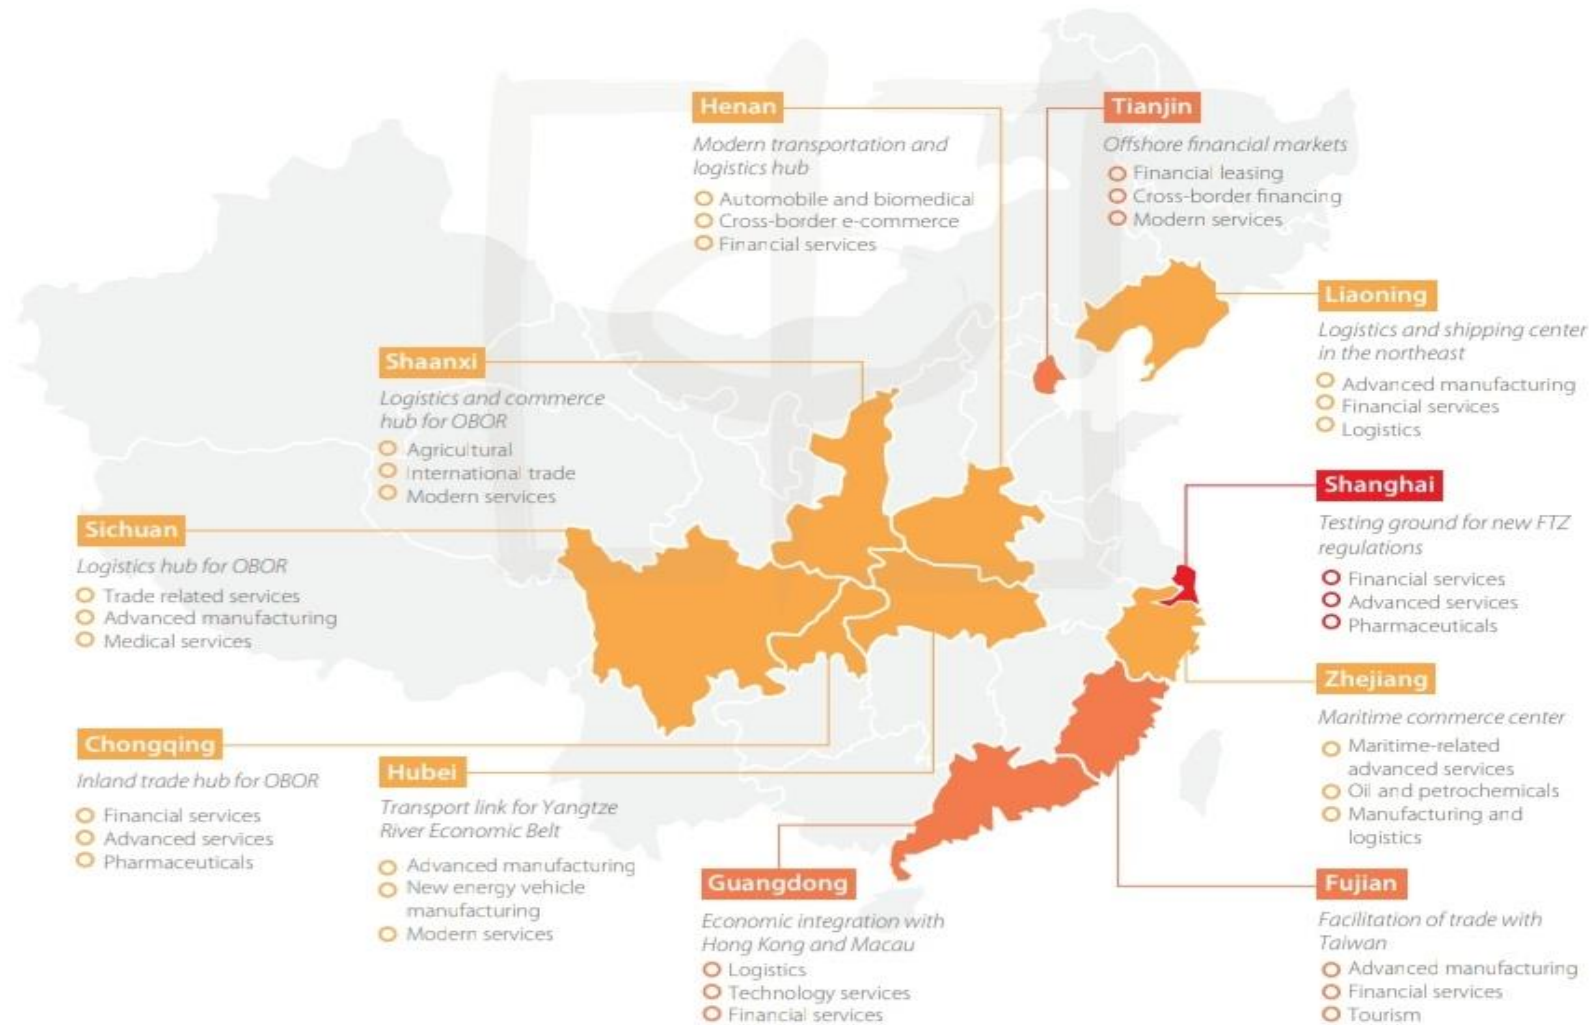 Henan
Modern transportation and
logistics hub
Automobile and biomedical
Cross-border e-commerce
Financial services
Tianjin
Offshore financial markets
Financial leasing
Cross-border financing
Modern services
Liaoning
Logistics and shipping center
in the northeast
Advanced manufacturing
Financial services
Logistics
Shaanxi
Logistics and commerce
hub for OBOR
Agricultural
International trade
Modern services
Shanghai
Testing ground for new FTZ
regulations
Financial services
Advanced services
Pharmaceuticals
Sichuan
Logistics hub for OBOR
Trade related services
Advanced manufacturing
Medical services
Zhejiang
Maritime commerce center
Maritime-related
advanced services
Oil and petrochemicals
Manufacturing and
logistics
Chongqing
Inland trade hub for OBOR
Financial services
Advanced services
Pharmaceuticals
Hubei
Transport link for Yangtze
River Economic Belt
Advanced manufacturing
New energy vehicle
manufacturing
Modern services
Guangdong
Economic integration with
Hong Kong and Macau
Logistics
Technology services
Financial services
Fujian
Facilitation of trade with
Taiwan
Advanced manufacturing
Financial services
Tourism